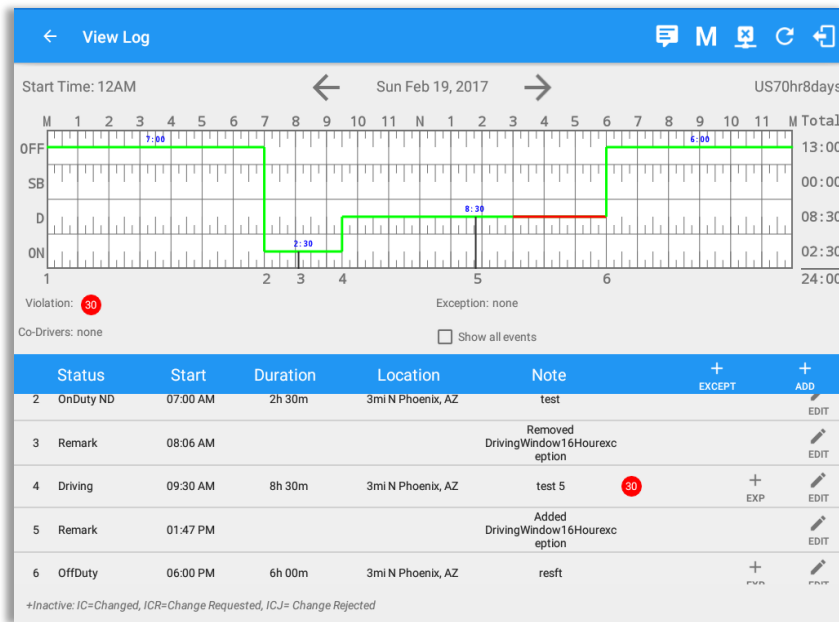 View Log
M
Start Time: 12AM
Sun Feb 19, 2017
US70hr8days
M 1 2 3 4 5 6 7 8 9 10 11 N 1 2 3 4 5 6 7 8 9 10 11 M Total
7:00
6:00
OFF
13:00
SB
00:00
8:30
D
08:30
2:30
ON
02:30
1 2 3 4 5 6 24:00
Violation: 30
Exception: none
Co-Drivers: none
Show all events
Status Start Duration Location Note
+ EXCEPT
+ ADD
2 OnDuty ND 07:00 AM 2h 30m 3mi N Phoenix, AZ test
EDIT
Removed
3 Remark 08:06 AM DrivingWindow16Hourexc
eption
EDIT
4 Driving 09:30 AM 8h 30m 3mi N Phoenix, AZ test 5 30
+ EXP
EDIT
Added
5 Remark 01:47 PM DrivingWindow16Hourexc
eption
EDIT
6 OffDuty 06:00 PM 6h 00m 3mi N Phoenix, AZ resft
+ EXP
EDIT
+Inactive: IC=Changed, ICR=Change Requested, ICJ= Change Rejected